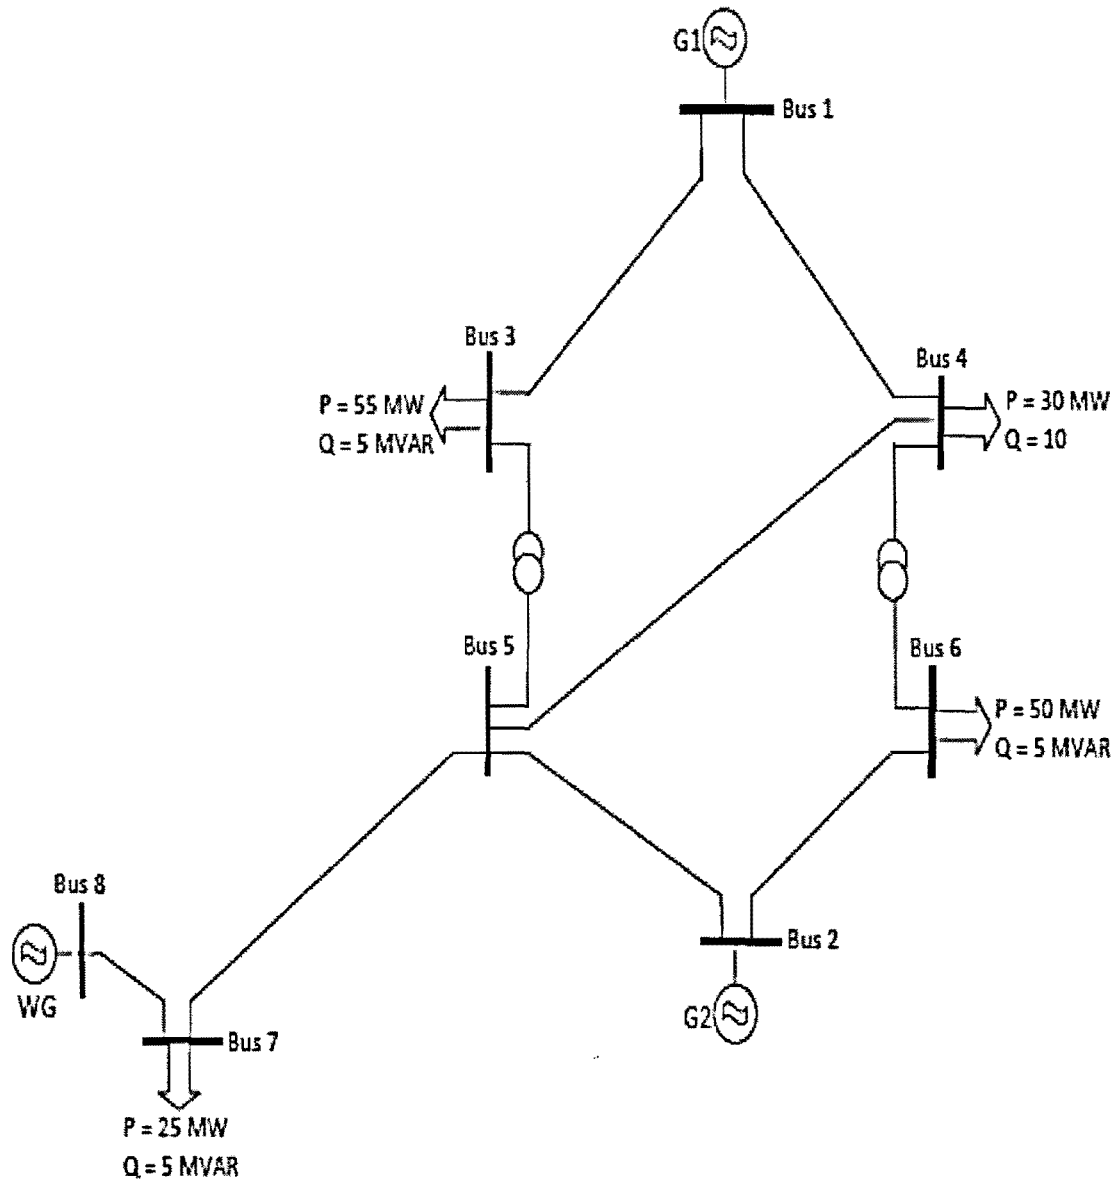 G1
Bus 1
Bus 3
Bus 4
P = 55 MW
Q = 5 MVAR
P = 30 MW
Q = 10
Bus 5
Bus 6
P = 50 MW
Q = 5 MVAR
Bus 8
WG
Bus 2
G2
Bus 7
P = 25 MW
Q = 5 MVAR